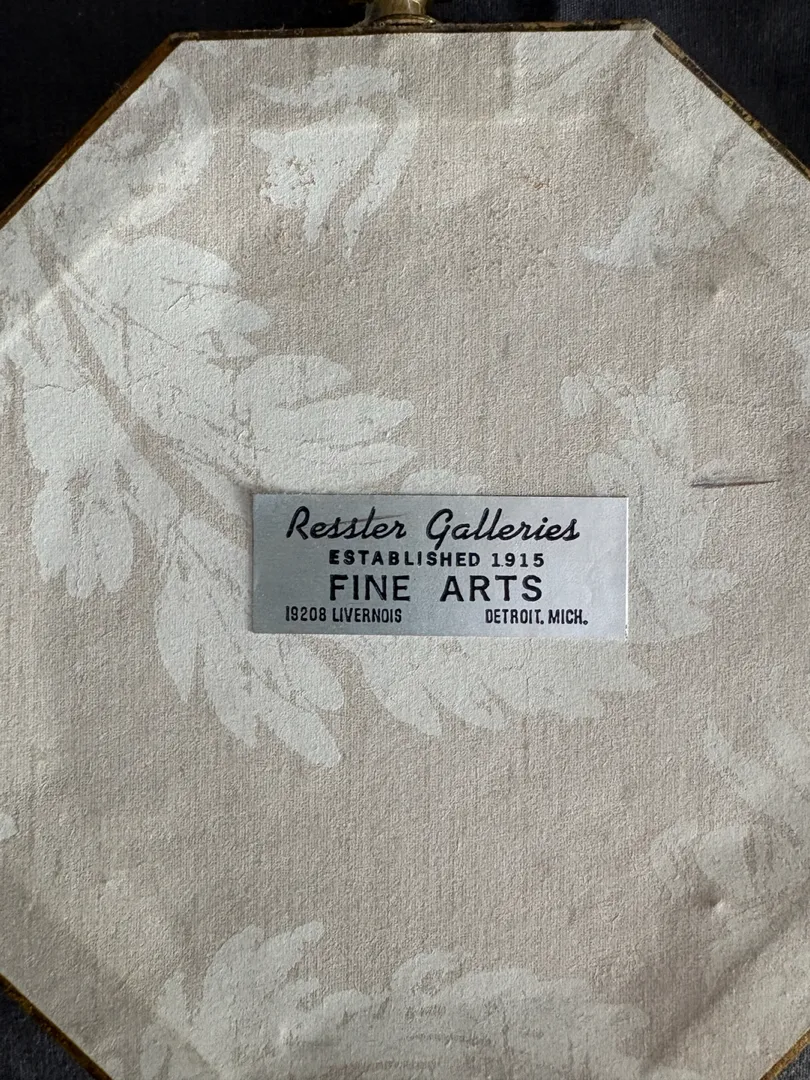 Ressler Galleries
ESTABLISHED 1915
FINE ARTS
19208 LIVERNOIS DETROIT, MICH.